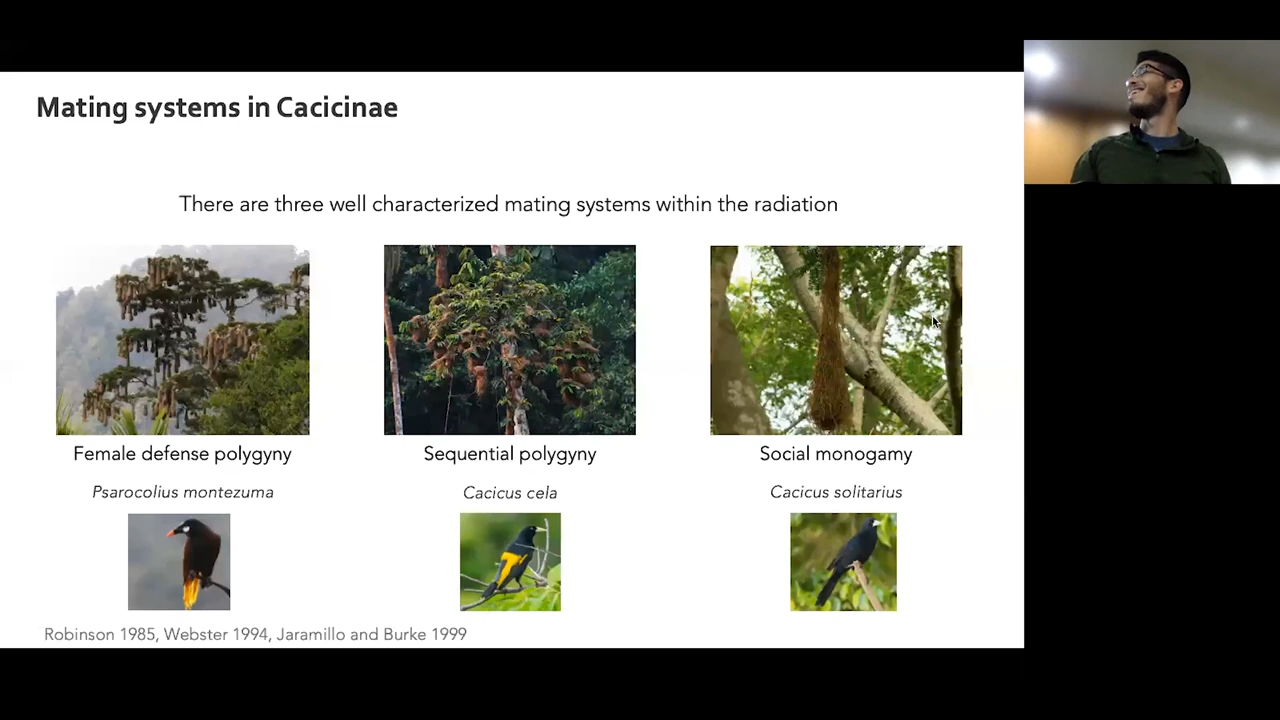 Mating systems in Cacicinae
There are three well characterized mating systems within the radiation
Female defense polygyny
Sequential polygyny
Social monogamy
Psarocolius montezuma
Cacicus cela
Cacicus solitarius
Robinson 1985, Webster 1994, Jaramillo and Burke 1999